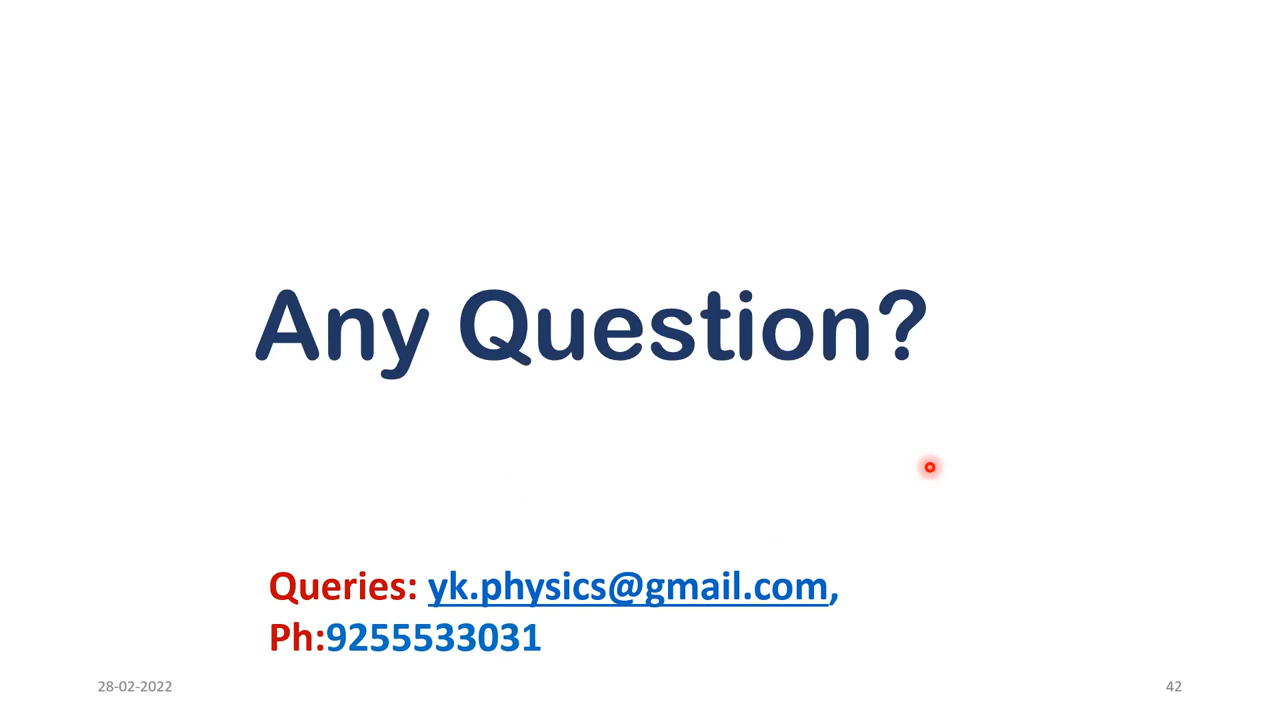 Any Question?
Queries: yk.physics@gmail.com,
Ph:9255533031
28-02-2022
42